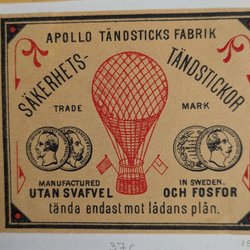 APOLLO TÄNDSTICKS FABRIK
SÄKERHETS-
TÄNDSTICKOR
TRADE MARK
MANUFACTURED IN SWEDEN.
UTAN SVAFVEL OCH FOSFOR
tända endast mot lådans plån.
37c